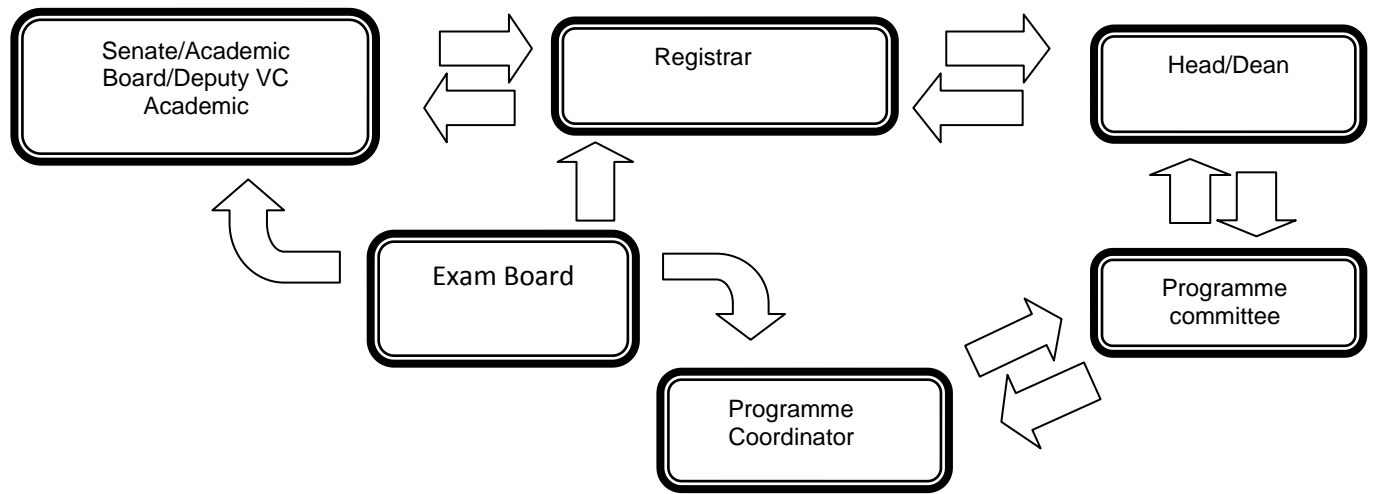 Senate/Academic
Board/Deputy VC
Academic
Registrar
Head/Dean
Exam Board
Programme
committee
Programme
Coordinator